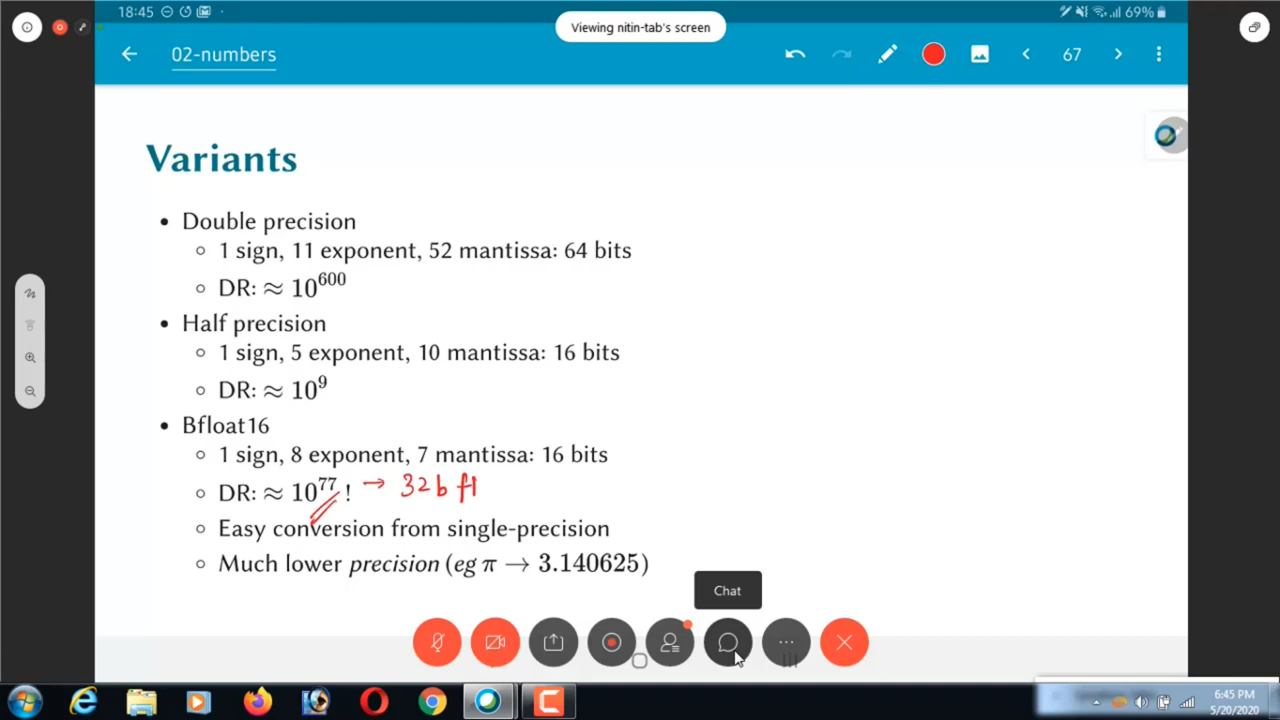 18:45 69%
Viewing nitin-tab's screen
02-numbers 67
Variants
• Double precision
○ 1 sign, 11 exponent, 52 mantissa: 64 bits
○ DR: ≈ 10^600
• Half precision
○ 1 sign, 5 exponent, 10 mantissa: 16 bits
○ DR: ≈ 10^9
• Bfloat16
○ 1 sign, 8 exponent, 7 mantissa: 16 bits
○ DR: ≈ 10^77 ! → 32b fl
○ Easy conversion from single-precision
○ Much lower precision (eg π → 3.140625)
Chat
6:45 PM
5/20/2020